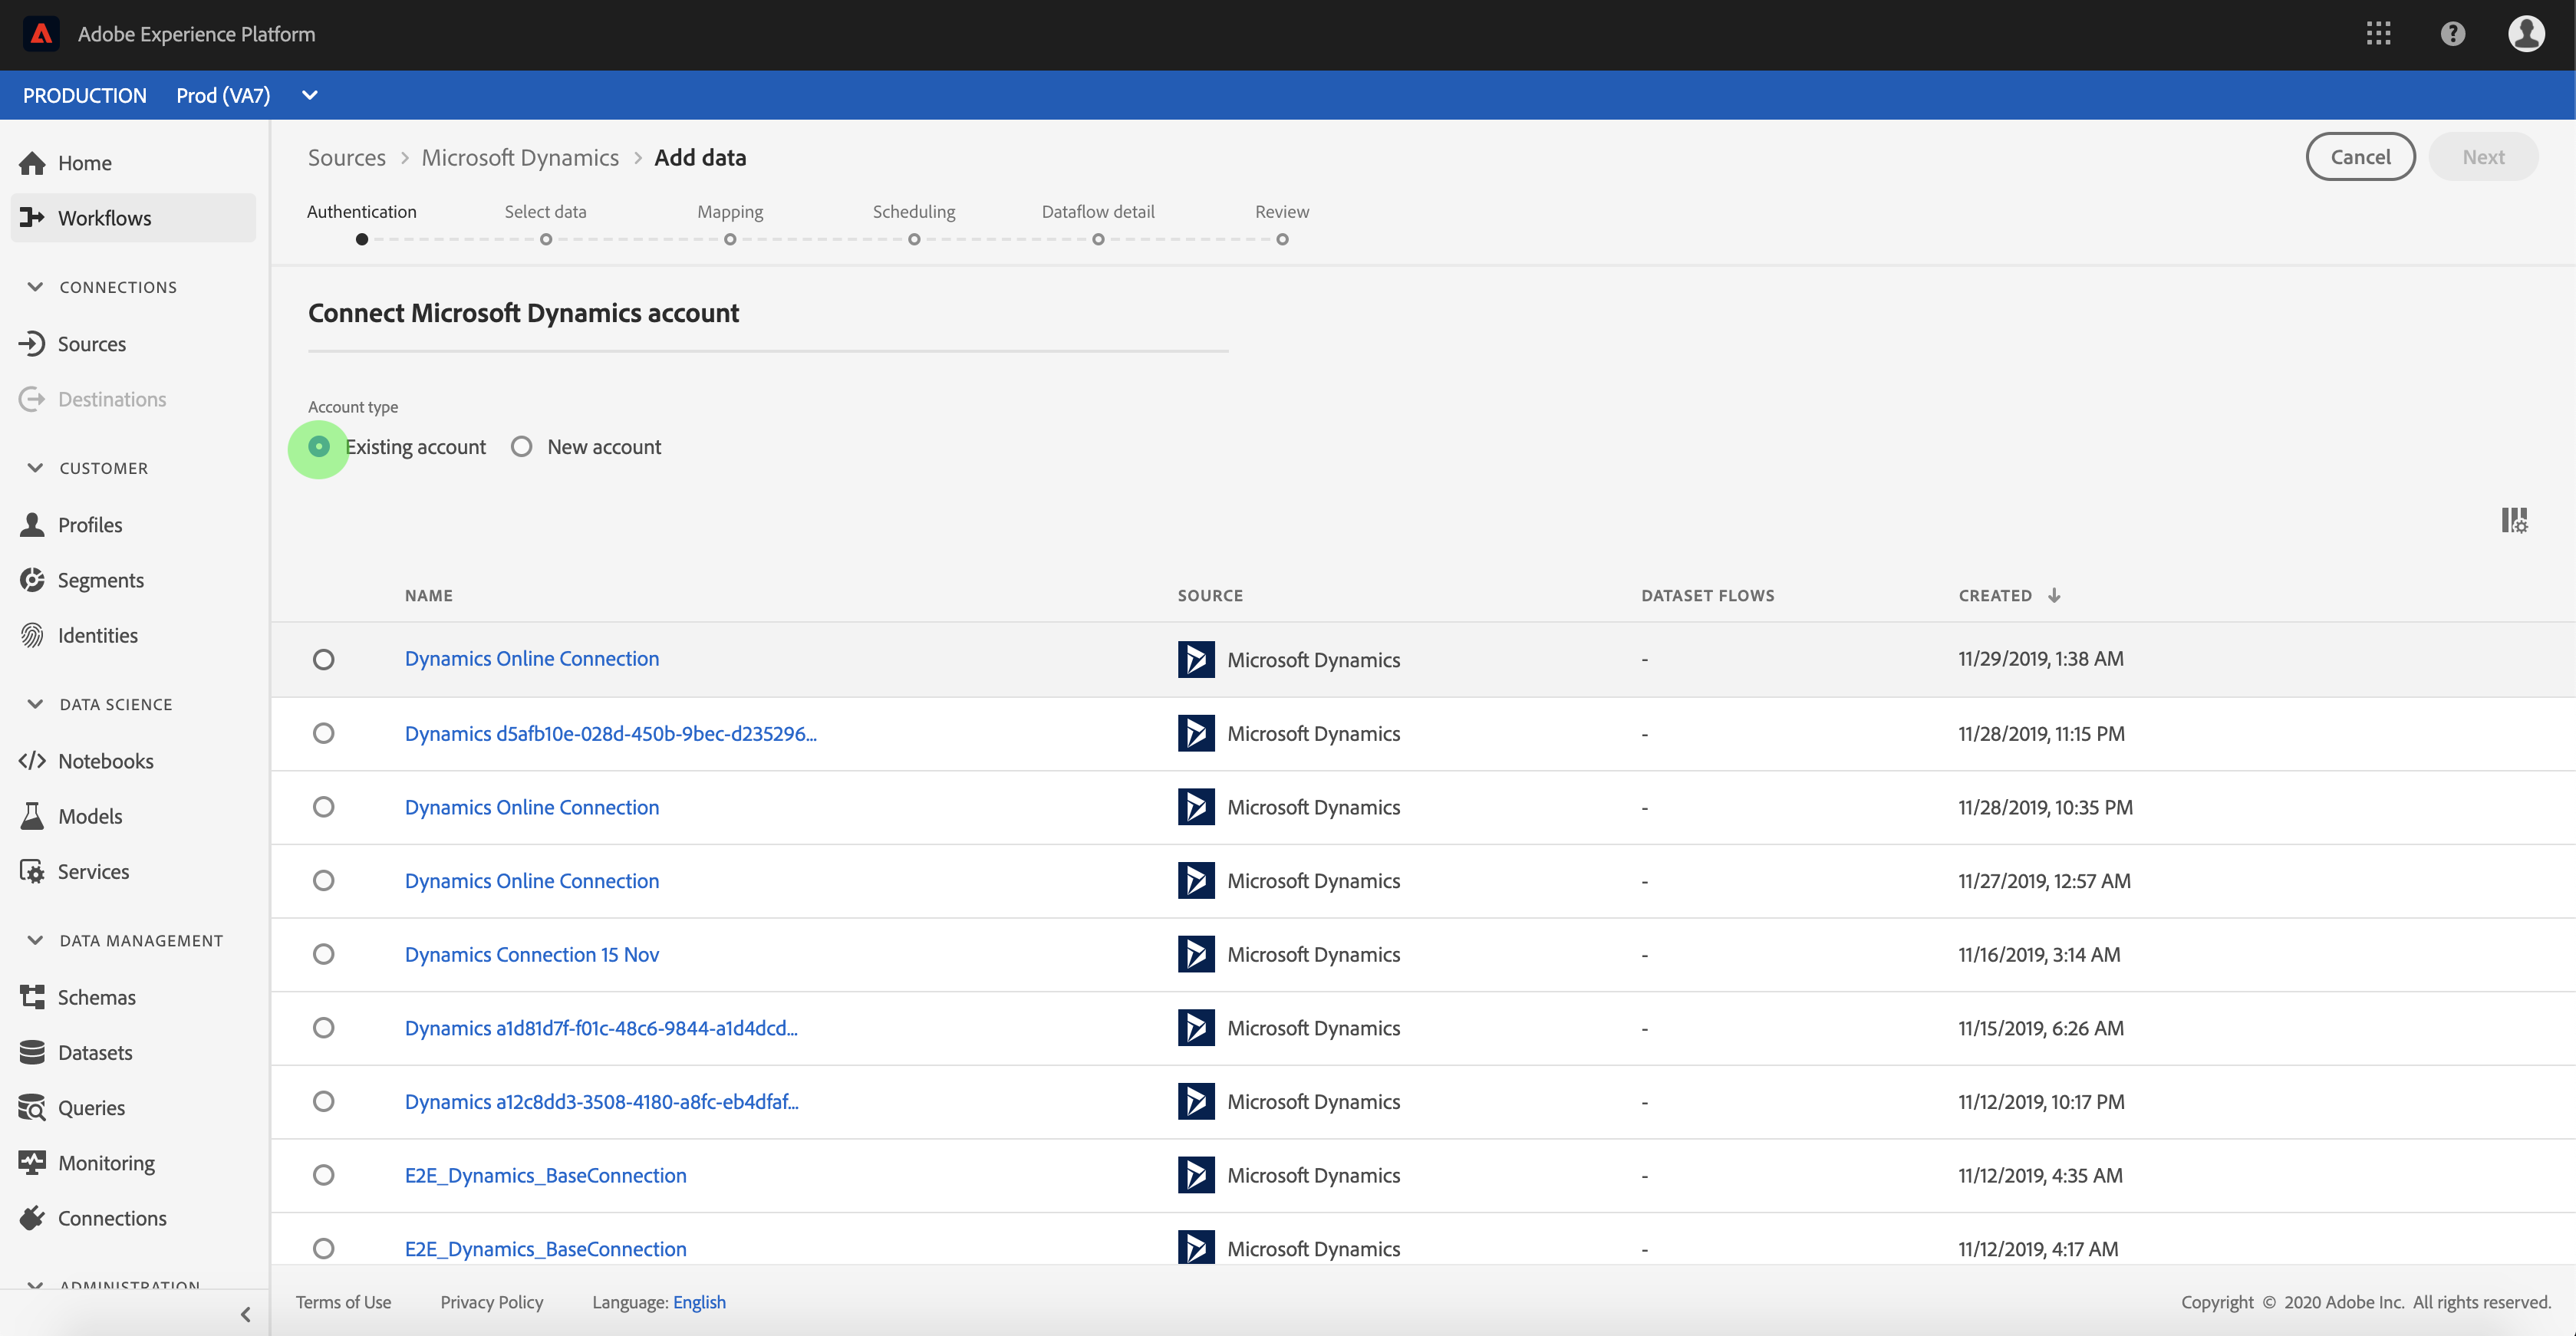 Adobe Experience Platform
PRODUCTION Prod (VA7)
Home
Workflows
CONNECTIONS
Sources
Destinations
CUSTOMER
Profiles
Segments
Identities
DATA SCIENCE
Notebooks
Models
Services
DATA MANAGEMENT
Schemas
Datasets
Queries
Monitoring
Connections
ADMINISTRATION
Sources > Microsoft Dynamics > Add data
Cancel Next
Authentication Select data Mapping Scheduling Dataflow detail Review
Connect Microsoft Dynamics account
Account type
Existing account New account
NAME SOURCE DATASET FLOWS CREATED
Dynamics Online Connection Microsoft Dynamics - 11/29/2019, 1:38 AM
Dynamics d5afb10e-028d-450b-9bec-d235296... Microsoft Dynamics - 11/28/2019, 11:15 PM
Dynamics Online Connection Microsoft Dynamics - 11/28/2019, 10:35 PM
Dynamics Online Connection Microsoft Dynamics - 11/27/2019, 12:57 AM
Dynamics Connection 15 Nov Microsoft Dynamics - 11/16/2019, 3:14 AM
Dynamics a1d81d7f-f01c-48c6-9844-a1d4dcd... Microsoft Dynamics - 11/15/2019, 6:26 AM
Dynamics a12c8dd3-3508-4180-a8fc-eb4dfaf... Microsoft Dynamics - 11/12/2019, 10:17 PM
E2E_Dynamics_BaseConnection Microsoft Dynamics - 11/12/2019, 4:35 AM
E2E_Dynamics_BaseConnection Microsoft Dynamics - 11/12/2019, 4:17 AM
Terms of Use Privacy Policy Language: English Copyright © 2020 Adobe Inc. All rights reserved.